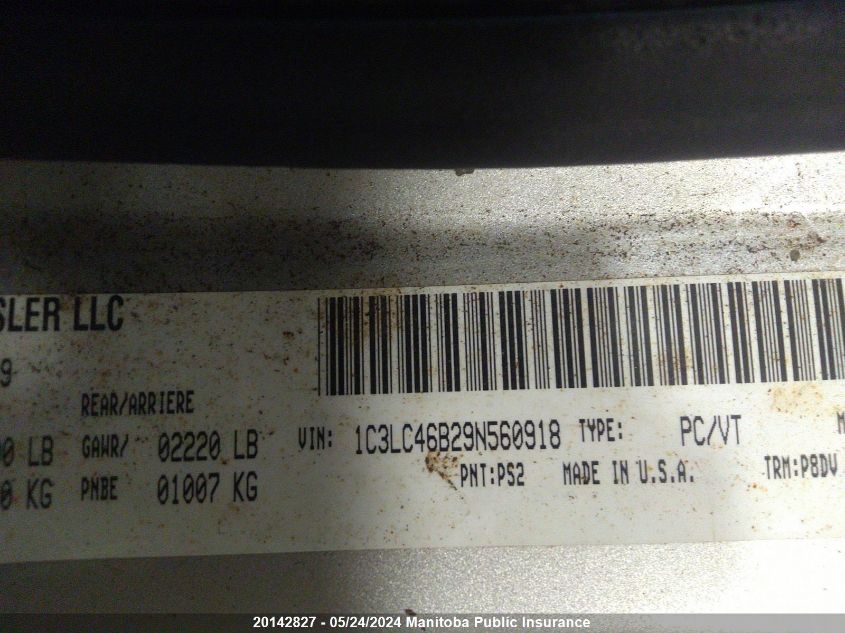 SLER LLC
9
REAR/ARRIERE
0 LB GAWR/ 02220 LB VIN: 1C3LC46B29N560918 TYPE: PC/VT M
0 KG PNBE 01007 KG PNT:PS2 MADE IN U.S.A. TRM:P8DV
20142827 - 05/24/2024 Manitoba Public Insurance